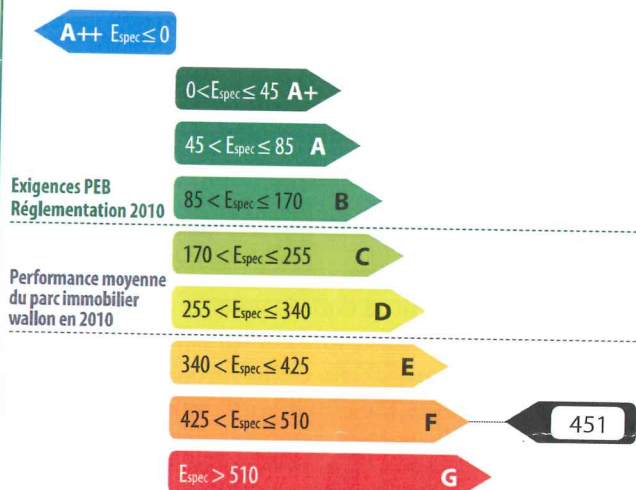 A++ Espec ≤ 0
0 < Espec ≤ 45 A+
45 < Espec ≤ 85 A
Exigences PEB
Réglementation 2010
85 < Espec ≤ 170 B
170 < Espec ≤ 255 C
Performance moyenne
du parc immobilier
wallon en 2010
255 < Espec ≤ 340 D
340 < Espec ≤ 425 E
425 < Espec ≤ 510 F
451
Espec > 510 G